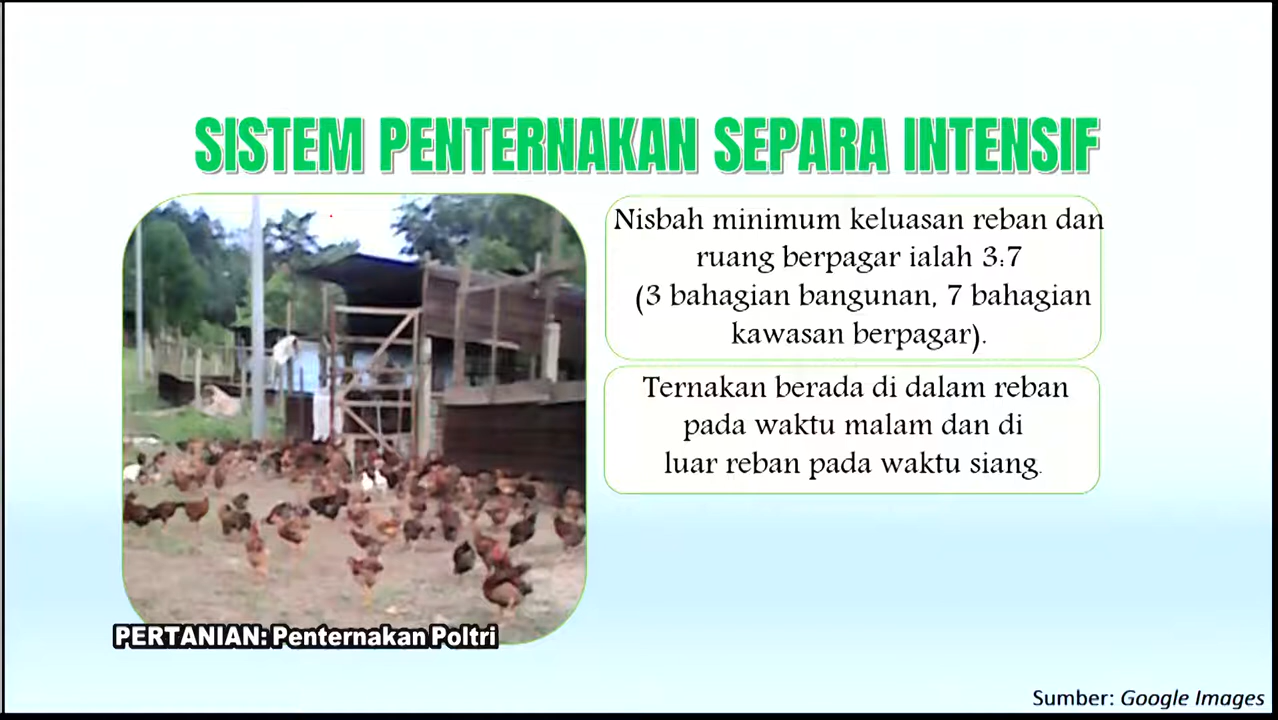 SISTEM PENTERNAKAN SEPARA INTENSIF
Nisbah minimum keluasan reban dan
ruang berpagar ialah 3:7
(3 bahagian bangunan, 7 bahagian
kawasan berpagar).
Ternakan berada di dalam reban
pada waktu malam dan di
luar reban pada waktu siang.
PERTANIAN: Penternakan Poltri
Sumber: Google Images